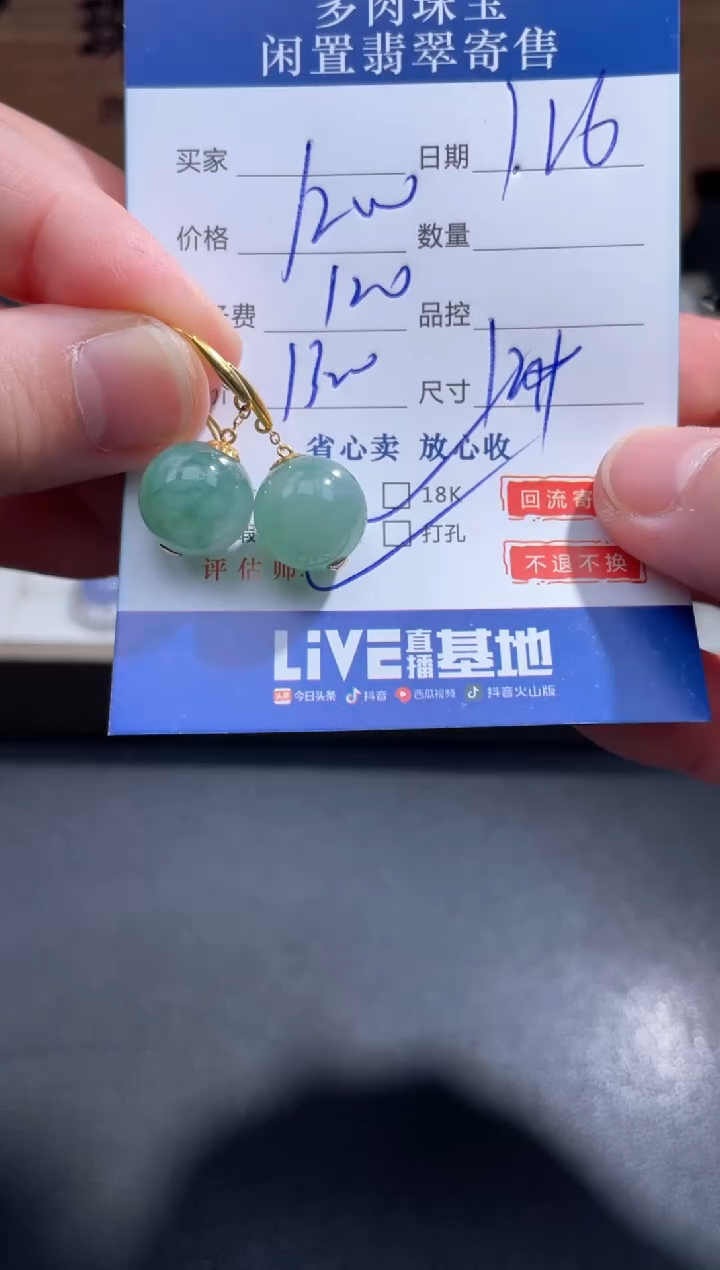 多肉珠宝
闲置翡翠寄售
买家 日期 1.26
价格 1200 数量
费 120 品控
1320 尺寸
省心卖 放心收
18K 回流寄
打孔
评估师: 不退不换
LiVE直播基地
头条 今日头条 抖音 西瓜视频 抖音火山版